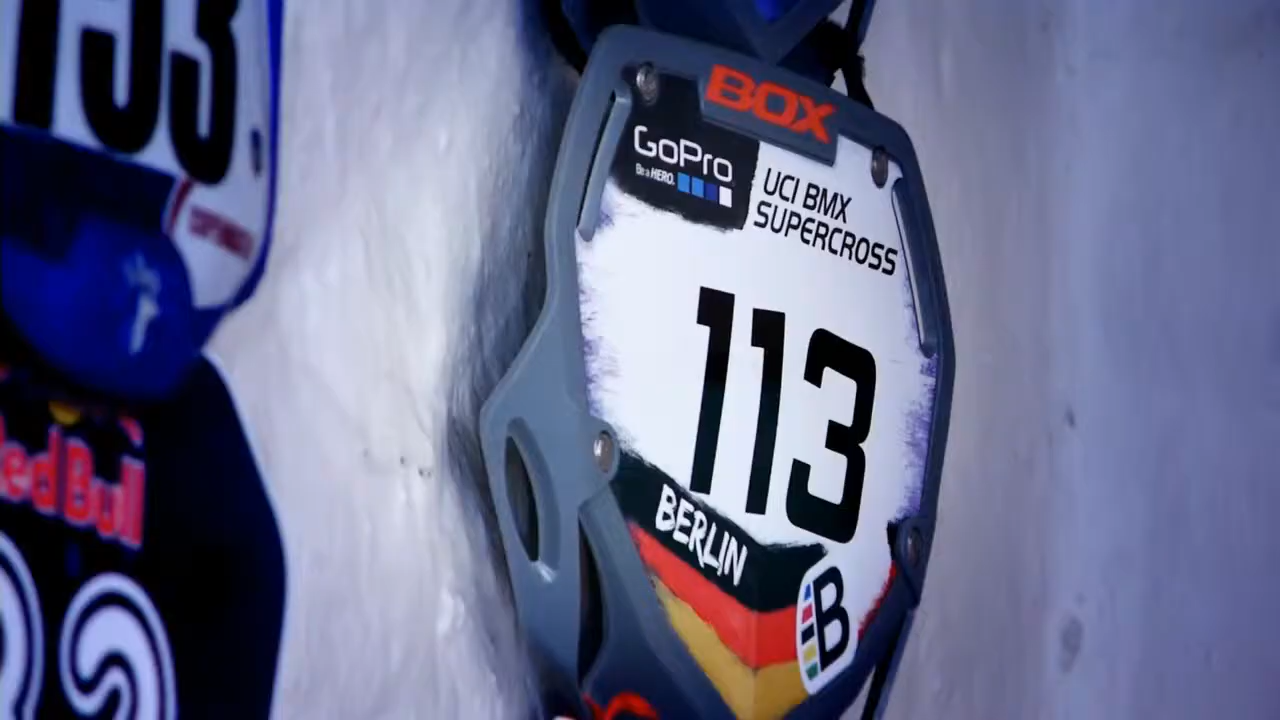 BOX
GoPro
Be a HERO.
UCI BMX
SUPERCROSS
113
BERLIN
B
Red Bull